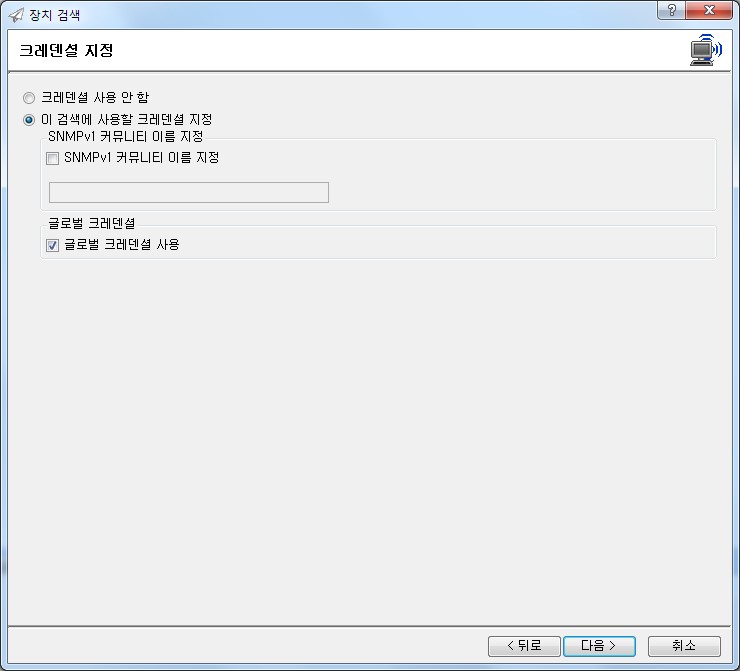 장치 검색
?
크레덴셜 지정
크레덴셜 사용 안 함
이 검색에 사용할 크레덴셜 지정
SNMPv1 커뮤니티 이름 지정
SNMPv1 커뮤니티 이름 지정
글로벌 크레덴셜
글로벌 크레덴셜 사용
< 뒤로
다음 >
취소